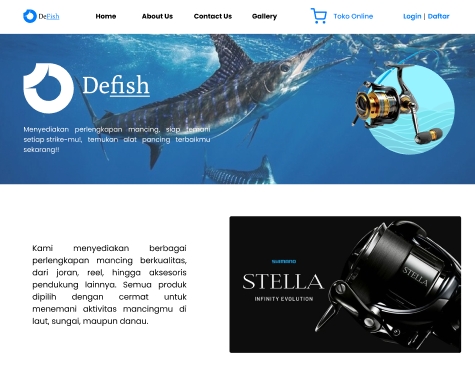 DeFish Home About Us Contact Us Gallery Toko Online Login | Daftar
Defish
Menyediakan perlengkapan mancing, siap temani
setiap strike-mu!, temukan alat pancing terbaikmu
sekarang!!
Kami menyediakan berbagai
perlengkapan mancing berkualitas,
dari joran, reel, hingga aksesoris
pendukung lainnya. Semua produk
dipilih dengan cermat untuk
menemani aktivitas mancingmu di
laut, sungai, maupun danau.
SHIMANO
STELLA
INFINITY EVOLUTION
STELLA